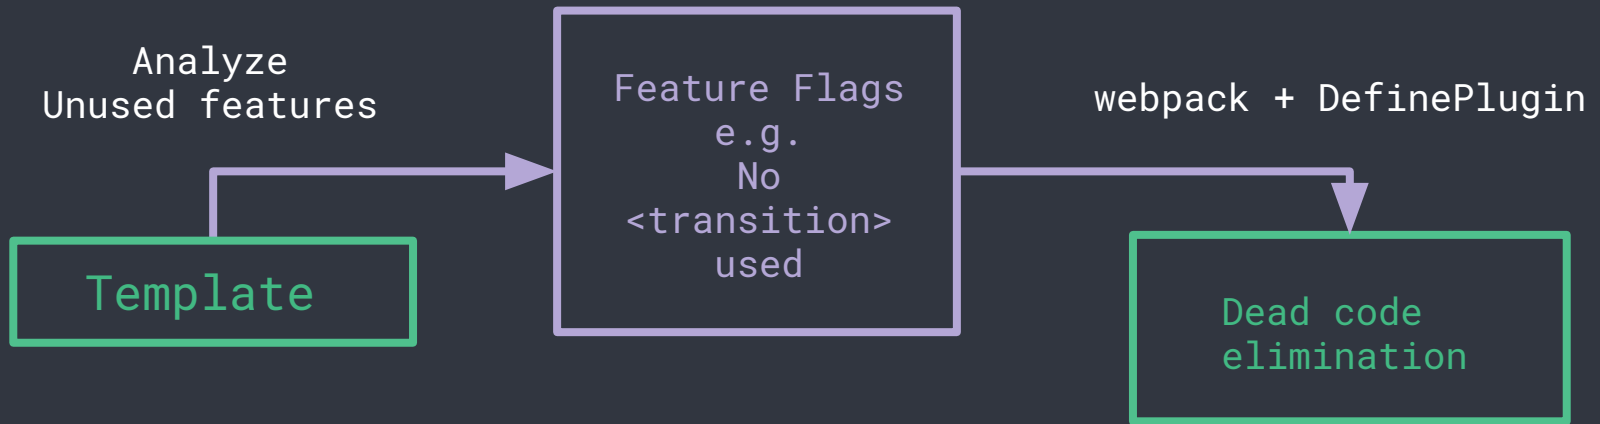 Analyze
Unused features
Template
Feature Flags
e.g.
No
<transition>
used
webpack + DefinePlugin
Dead code
elimination